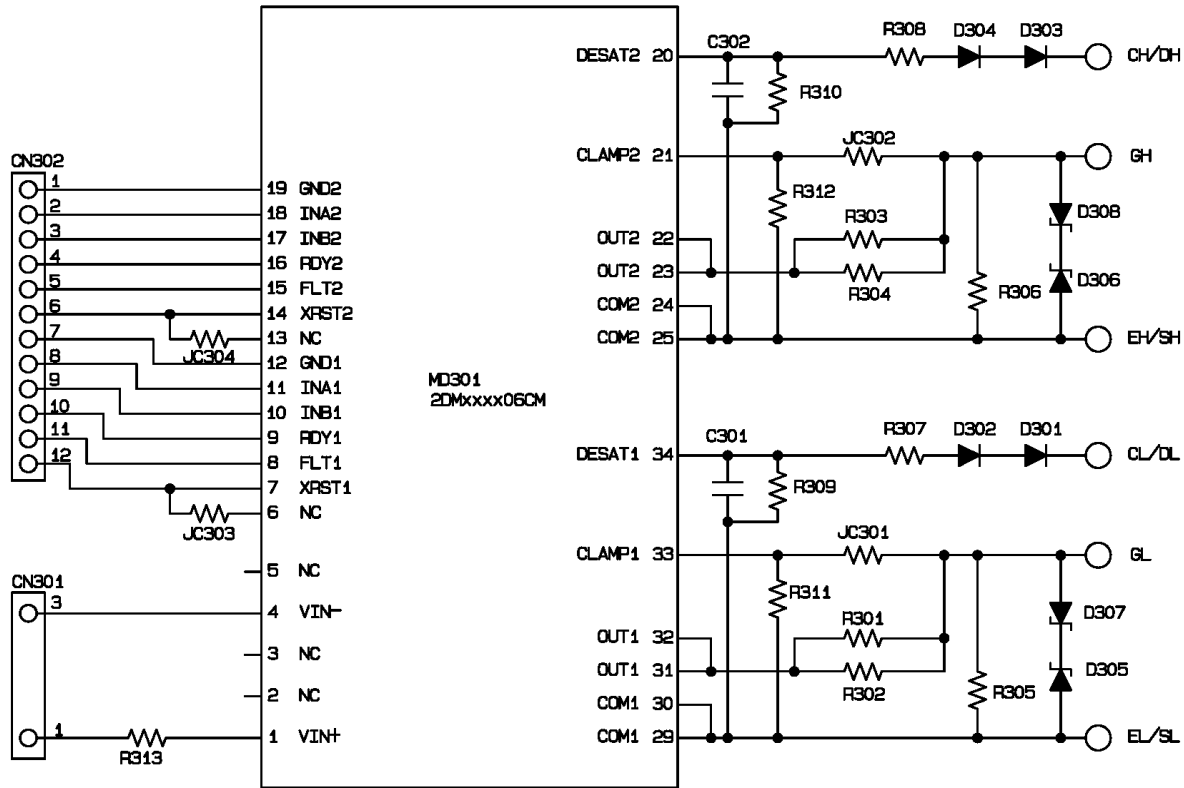 CN302
1
2
3
4
5
6
7
8
9
10
11
12
19 GND2
18 INA2
17 INB2
16 RDY2
15 FLT2
14 XRST2
13 NC
12 GND1
11 INA1
10 INB1
9 RDY1
8 FLT1
7 XRST1
6 NC
5 NC
4 VIN-
3 NC
2 NC
1 VIN+
JC304
JC303
CN301
3
1
R313
MD301
2DMxxxx06CM
DESAT2 20
CLAMP2 21
OUT2 22
OUT2 23
COM2 24
COM2 25
DESAT1 34
CLAMP1 33
OUT1 32
OUT1 31
COM1 30
COM1 29
C302
R308
D304
D303
CH/DH
R310
JC302
GH
R312
R303
R304
R306
D308
D306
EH/SH
C301
R307
D302
D301
CL/DL
R309
JC301
GL
R311
R301
R302
R305
D307
D305
EL/SL